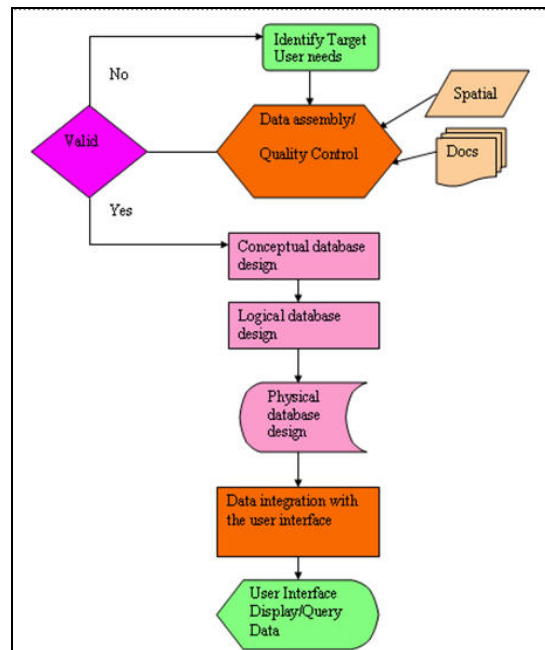 Identify Target
User needs
No
Spatial
Data assembly/
Valid
Quality Control
Docs
Yes
Conceptual database
design
Logical database
design
Physical
database
design
Data integration with
the user interface
User Interface
Display/Query
Data